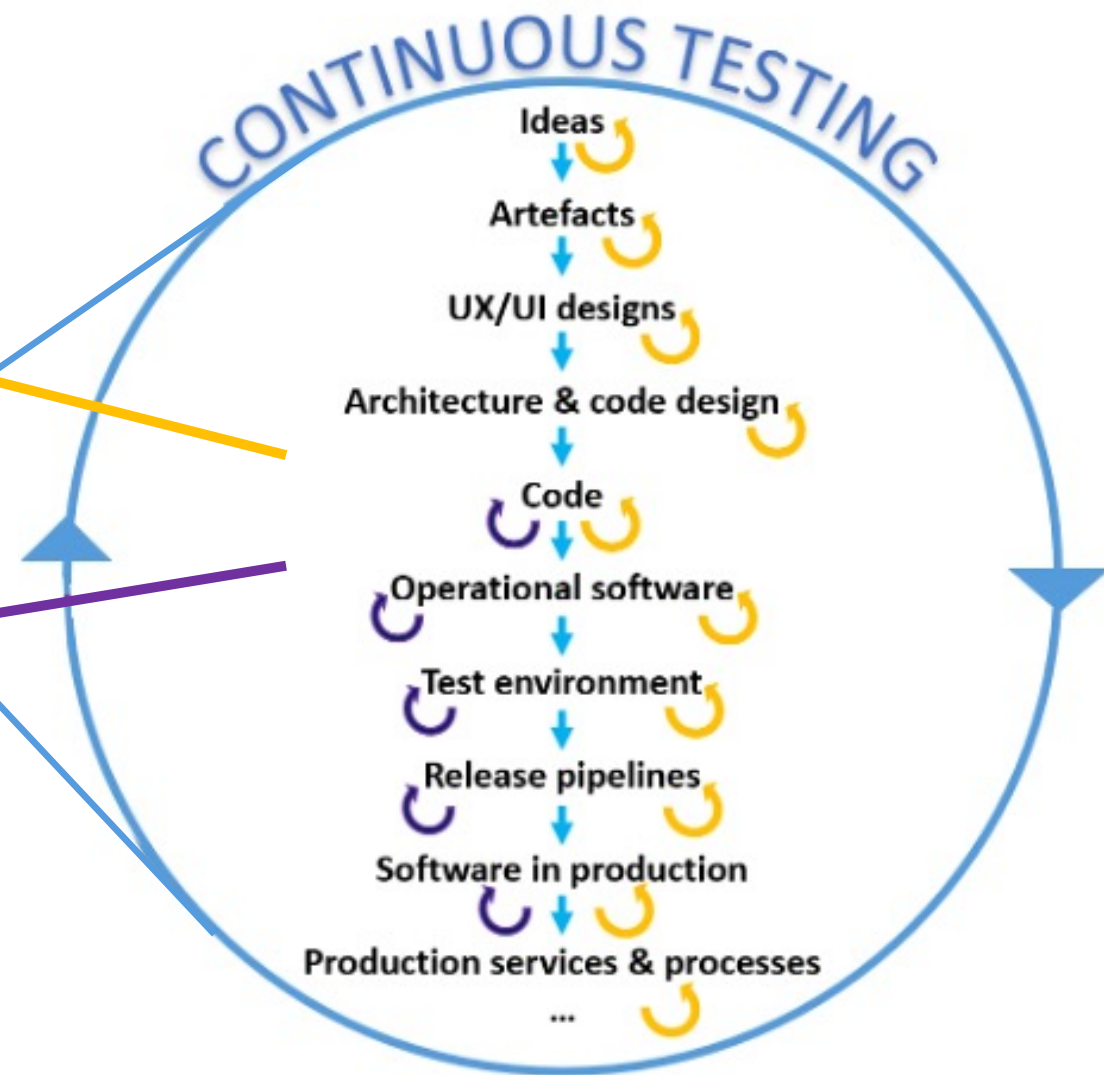 CONTINUOUS TESTING
Ideas
Artefacts
UX/UI designs
Architecture & code design
Code
Operational software
Test environment
Release pipelines
Software in production
Production services & processes
...